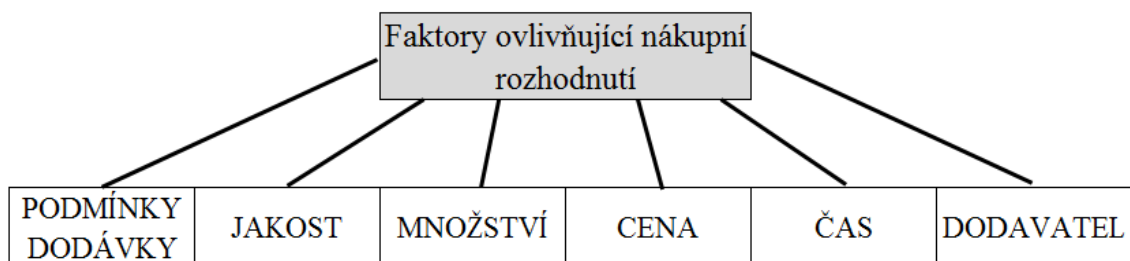 Faktory ovlivňující nákupní
rozhodnutí
PODMÍNKY
DODÁVKY
JAKOST
MNOŽSTVÍ
CENA
ČAS
DODAVATEL